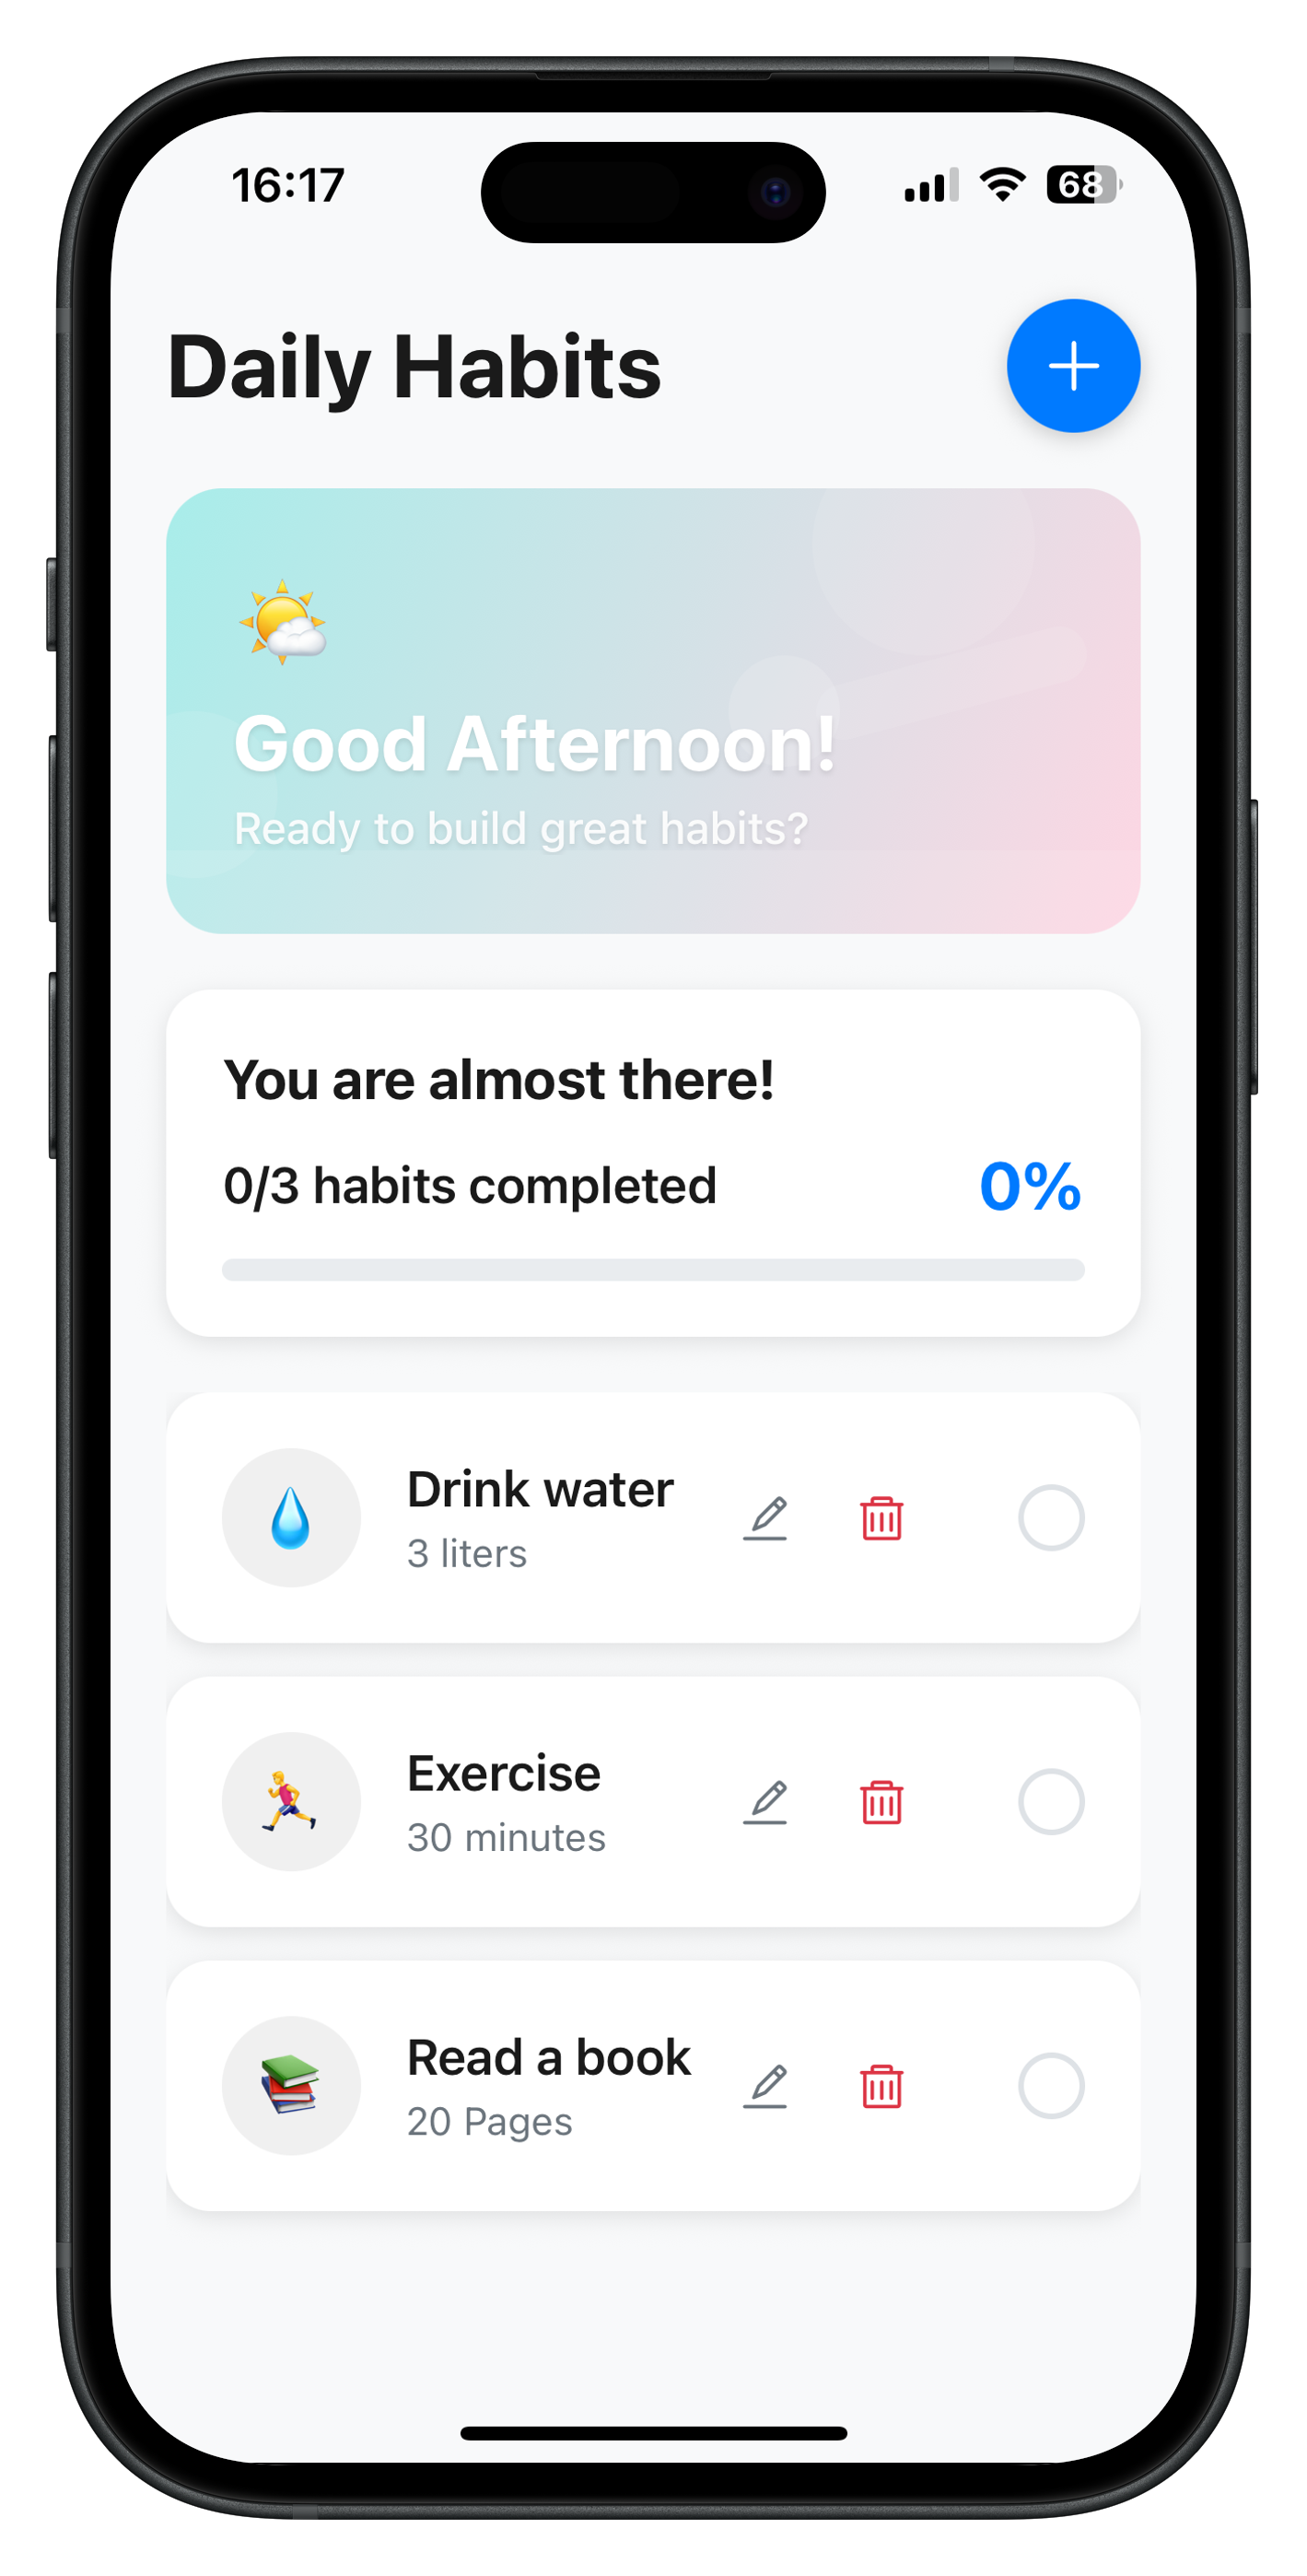 16:17
68
Daily Habits
Good Afternoon!
Ready to build great habits?
You are almost there!
0/3 habits completed
0%
Drink water
3 liters
Exercise
30 minutes
Read a book
20 Pages